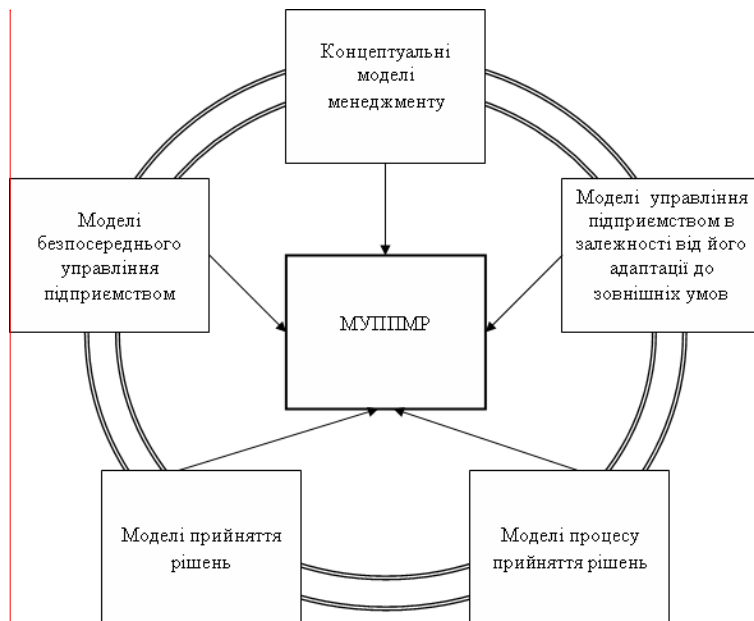 Концептуальні
моделі
менеджменту
Моделі
безпосереднього
управління
підприємством
Моделі управління
підприємством в
залежності від його
адаптації до
зовнішніх умов
МУППМР
Моделі прийняття
рішень
Моделі процесу
прийняття рішень